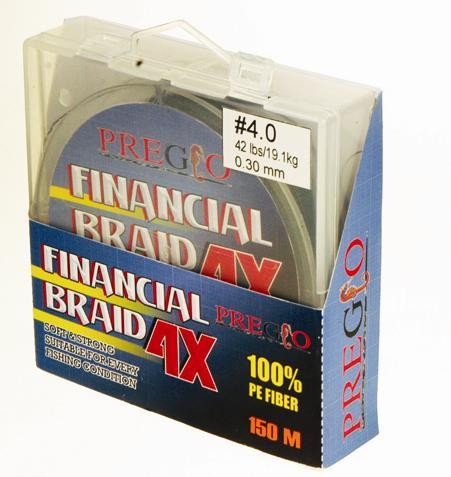 #4.0
42 lbs/19.1kg
0.30 mm
PREGIO
FINANCIAL
BRAID 4X
FINANCIAL
BRAID 4X
PREGIO
SOFT & STRONG
SUITABLE FOR EVERY
FISHING CONDITION
100%
PE FIBER
150 M
PREGIO